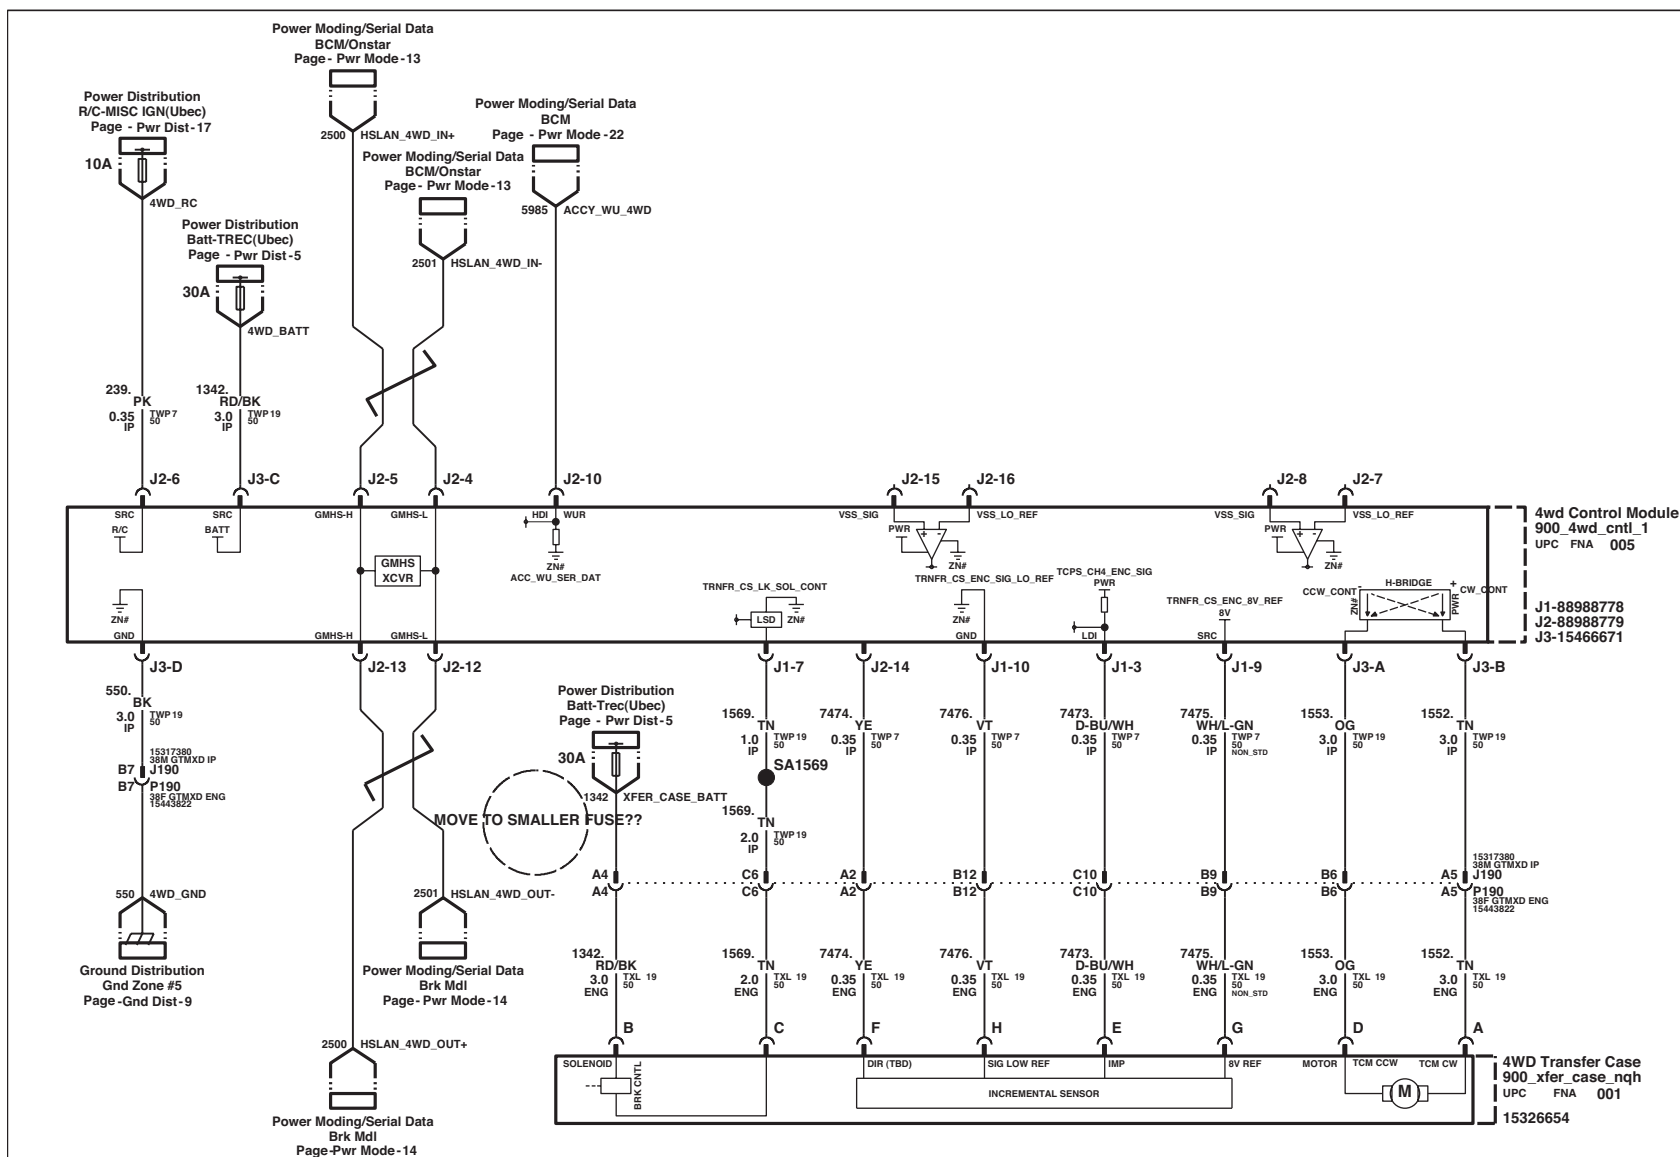 Power Moding/Serial Data
BCM/Onstar
Page - Pwr Mode -13
2500 HSLAN_4WD_IN+
Power Distribution
R/C-MISC IGN(Ubec)
Page - Pwr Dist-17
10A
4WD_RC
Power Moding/Serial Data
BCM
Page - Pwr Mode -22
5985 ACCY_WU_4WD
Power Moding/Serial Data
BCM/Onstar
Page - Pwr Mode -13
2501 HSLAN_4WD_IN-
Power Distribution
Batt-TREC(Ubec)
Page - Pwr Dist-5
30A
4WD_BATT
239.
PK
0.35 TWP 7
50
IP
1342.
RD/BK
3.0 TWP 19
50
IP
J2-6
J3-C
J2-5
J2-4
J2-10
J2-15
J2-16
J2-8
J2-7
SRC
R/C
SRC
BATT
GMHS-H
GMHS-L
HDI
WUR
ZN#
ACC_WU_SER_DAT
VSS_SIG
VSS_LO_REF
PWR
ZN#
VSS_SIG
VSS_LO_REF
PWR
ZN#
GMHS
XCVR
ZN#
GND
GMHS-H
GMHS-L
TRNFR_CS_LK_SOL_CONT
LSD
ZN#
TRNFR_CS_ENC_SIG_LO_REF
ZN#
GND
TCPS_CH4_ENC_SIG
PWR
LDI
TRNFR_CS_ENC_8V_REF
8V
SRC
CCW_CONT
-
H-BRIDGE
+
CW_CONT
ZN#
PWR
4wd Control Module
900_4wd_cntl_1
UPC FNA 005
J1-88988778
J2-88988779
J3-15466671
J3-D
J2-13
J2-12
J1-7
J2-14
J1-10
J1-3
J1-9
J3-A
J3-B
550.
BK
3.0 TWP 19
50
IP
15317380
38M GTMXD IP
B7 J190
B7 P190
38F GTMXD ENG
15443822
550 4WD_GND
Ground Distribution
Gnd Zone #5
Page -Gnd Dist-9
Power Distribution
Batt-Trec(Ubec)
Page - Pwr Dist-5
30A
1342 XFER_CASE_BATT
MOVE TO SMALLER FUSE??
2501 HSLAN_4WD_OUT-
Power Moding/Serial Data
Brk Mdl
Page- Pwr Mode -14
2500 HSLAN_4WD_OUT+
Power Moding/Serial Data
Brk Mdl
Page-Pwr Mode -14
1569.
TN
1.0 TWP 19
50
IP
SA1569
1569.
TN
2.0 TWP 19
50
IP
7474.
YE
0.35 TWP 7
50
IP
7476.
VT
0.35 TWP 7
50
IP
7473.
D-BU/WH
0.35 TWP 7
50
IP
7475.
WH/L-GN
0.35 TWP 7
50
IP NON_STD
1553.
OG
3.0 TWP 19
50
IP
1552.
TN
3.0 TWP 19
50
IP
A4
C6
A2
B12
C10
B9
B6
A5
15317380
38M GTMXD IP
J190
A4
C6
A2
B12
C10
B9
B6
A5
P190
38F GTMXD ENG
15443822
1342.
RD/BK
3.0 TXL 19
50
ENG
1569.
TN
2.0 TXL 19
50
ENG
7474.
YE
0.35 TXL 19
50
ENG
7476.
VT
0.35 TXL 19
50
ENG
7473.
D-BU/WH
0.35 TXL 19
50
ENG
7475.
WH/L-GN
0.35 TXL 19
50
ENG NON_STD
1553.
OG
3.0 TXL 19
50
ENG
1552.
TN
3.0 TXL 19
50
ENG
B
C
F
H
E
G
D
A
SOLENOID
BRK CNTL
DIR (TBD)
SIG LOW REF
IMP
8V REF
MOTOR
TCM CCW
TCM CW
INCREMENTAL SENSOR
M
4WD Transfer Case
900_xfer_case_nqh
UPC FNA 001
15326654